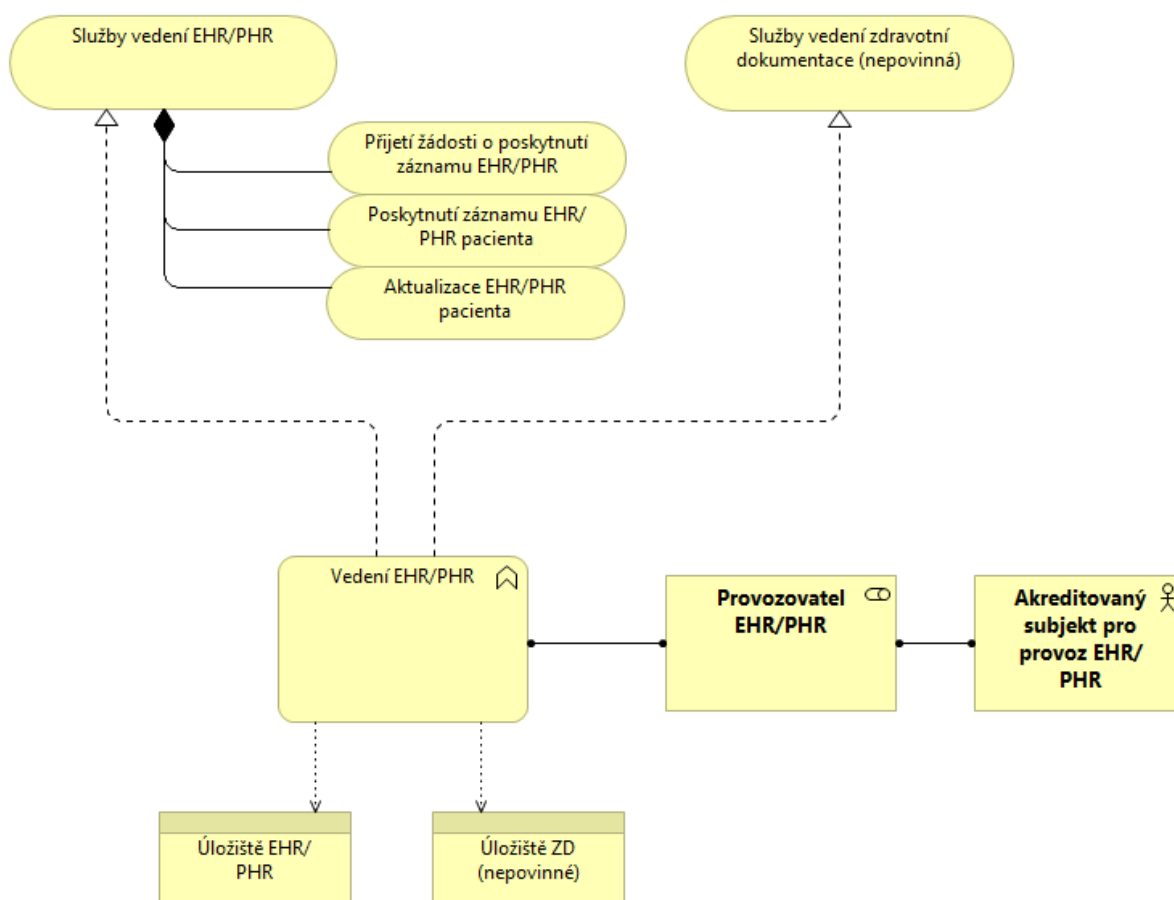 Služby vedení EHR/PHR
Služby vedení zdravotní
dokumentace (nepovinná)
Přijetí žádosti o poskytnutí
záznamu EHR/PHR
Poskytnutí záznamu EHR/
PHR pacienta
Aktualizace EHR/PHR
pacienta
Vedení EHR/PHR
Provozovatel
EHR/PHR
Akreditovaný
subjekt pro
provoz EHR/
PHR
Úložiště EHR/
PHR
Úložiště ZD
(nepovinné)